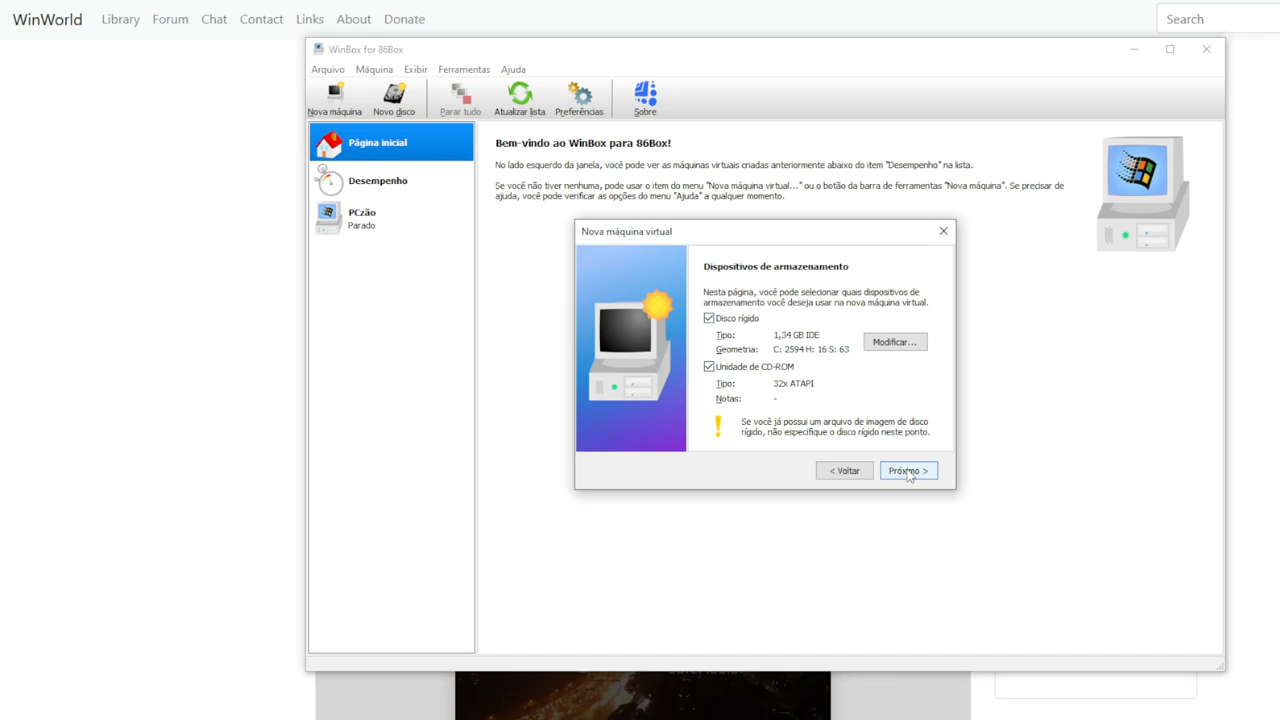 WinWorld Library Forum Chat Contact Links About Donate Search
WinBox for 86Box
Arquivo Máquina Exibir Ferramentas Ajuda
Nova máquina Novo disco Parar tudo Atualizar lista Preferências Sobre
Página inicial
Desempenho
PCzão
Parado
Bem-vindo ao WinBox para 86Box!
No lado esquerdo da janela, você pode ver as máquinas virtuais criadas anteriormente abaixo do item "Desempenho" na lista.
Se você não tiver nenhuma, pode usar o item do menu "Nova máquina virtual..." ou o botão da barra de ferramentas "Nova máquina". Se precisar de
ajuda, você pode verificar as opções do menu "Ajuda" a qualquer momento.
Nova máquina virtual
Dispositivos de armazenamento
Nesta página, você pode selecionar quais dispositivos de
armazenamento você deseja usar na nova máquina virtual.
Disco rígido
Tipo: 1,34 GB IDE
Modificar...
Geometria: C: 2594 H: 16 S: 63
Unidade de CD-ROM
Tipo: 32x ATAPI
Notas: -
Se você já possui um arquivo de imagem de disco
rígido, não especifique o disco rígido neste ponto.
< Voltar Próximo >